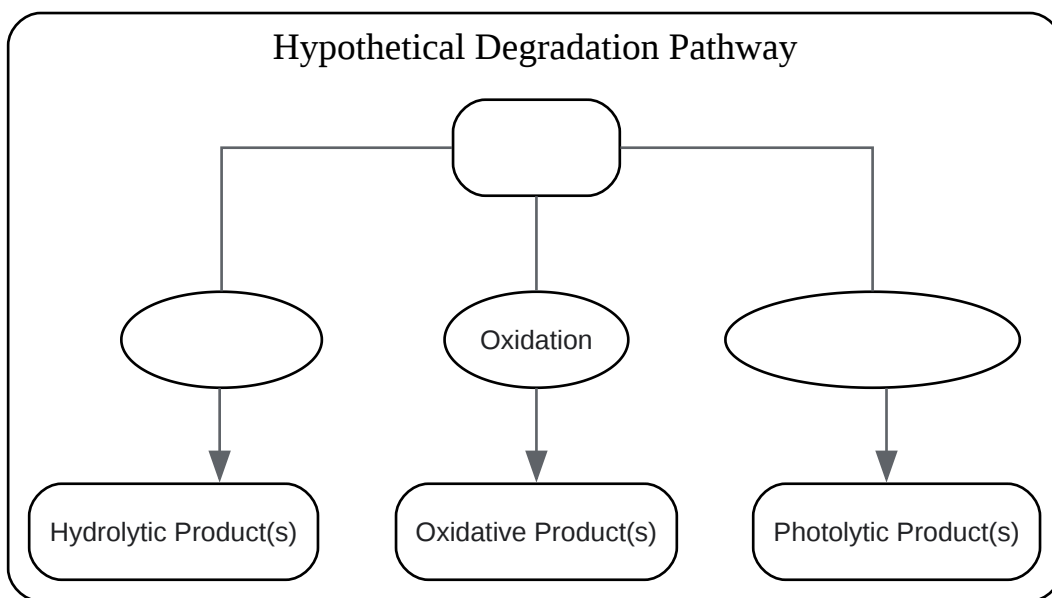 Hypothetical Degradation Pathway
Oxidation
Hydrolytic Product(s)
Oxidative Product(s)
Photolytic Product(s)